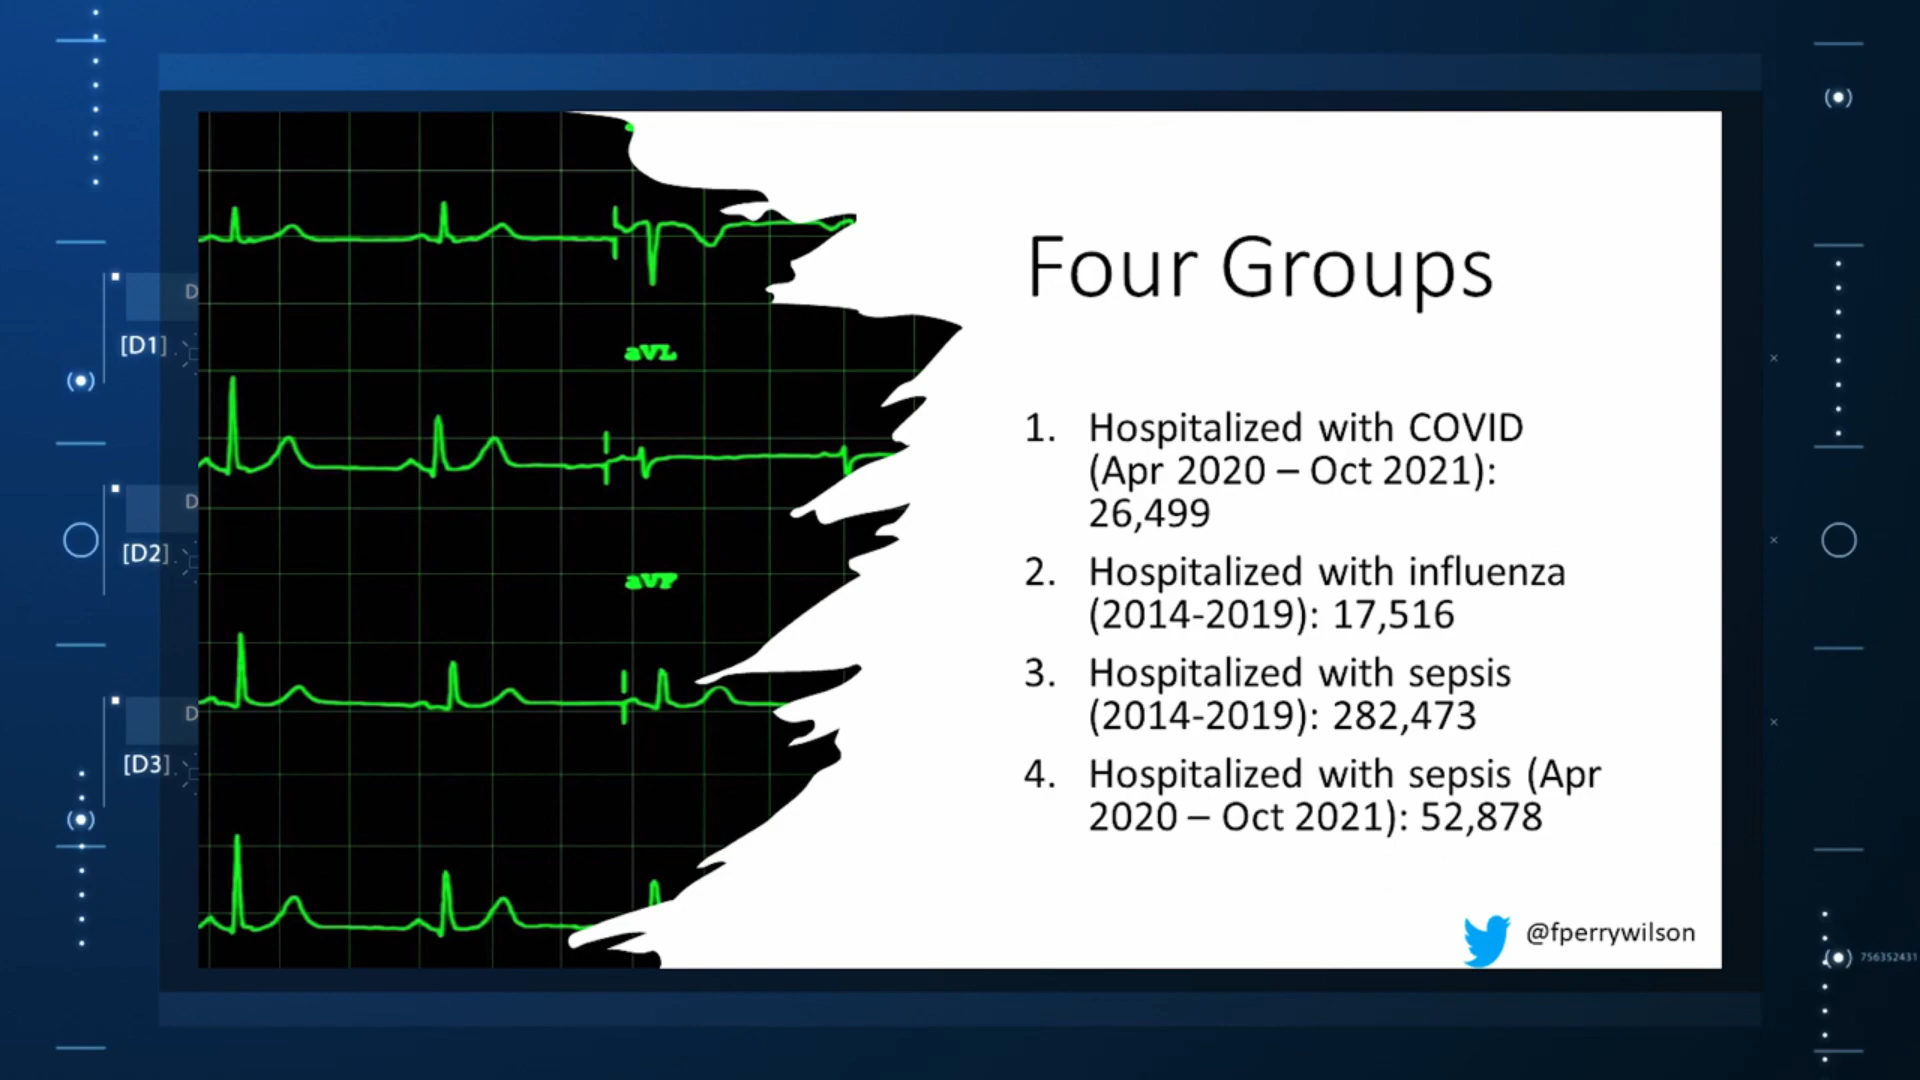 Four Groups
1. Hospitalized with COVID
(Apr 2020 – Oct 2021):
26,499
2. Hospitalized with influenza
(2014-2019): 17,516
3. Hospitalized with sepsis
(2014-2019): 282,473
4. Hospitalized with sepsis (Apr
2020 – Oct 2021): 52,878
@fperrywilson
aVL
aVF
D
[D1]
D
[D2]
D
[D3]
756352431